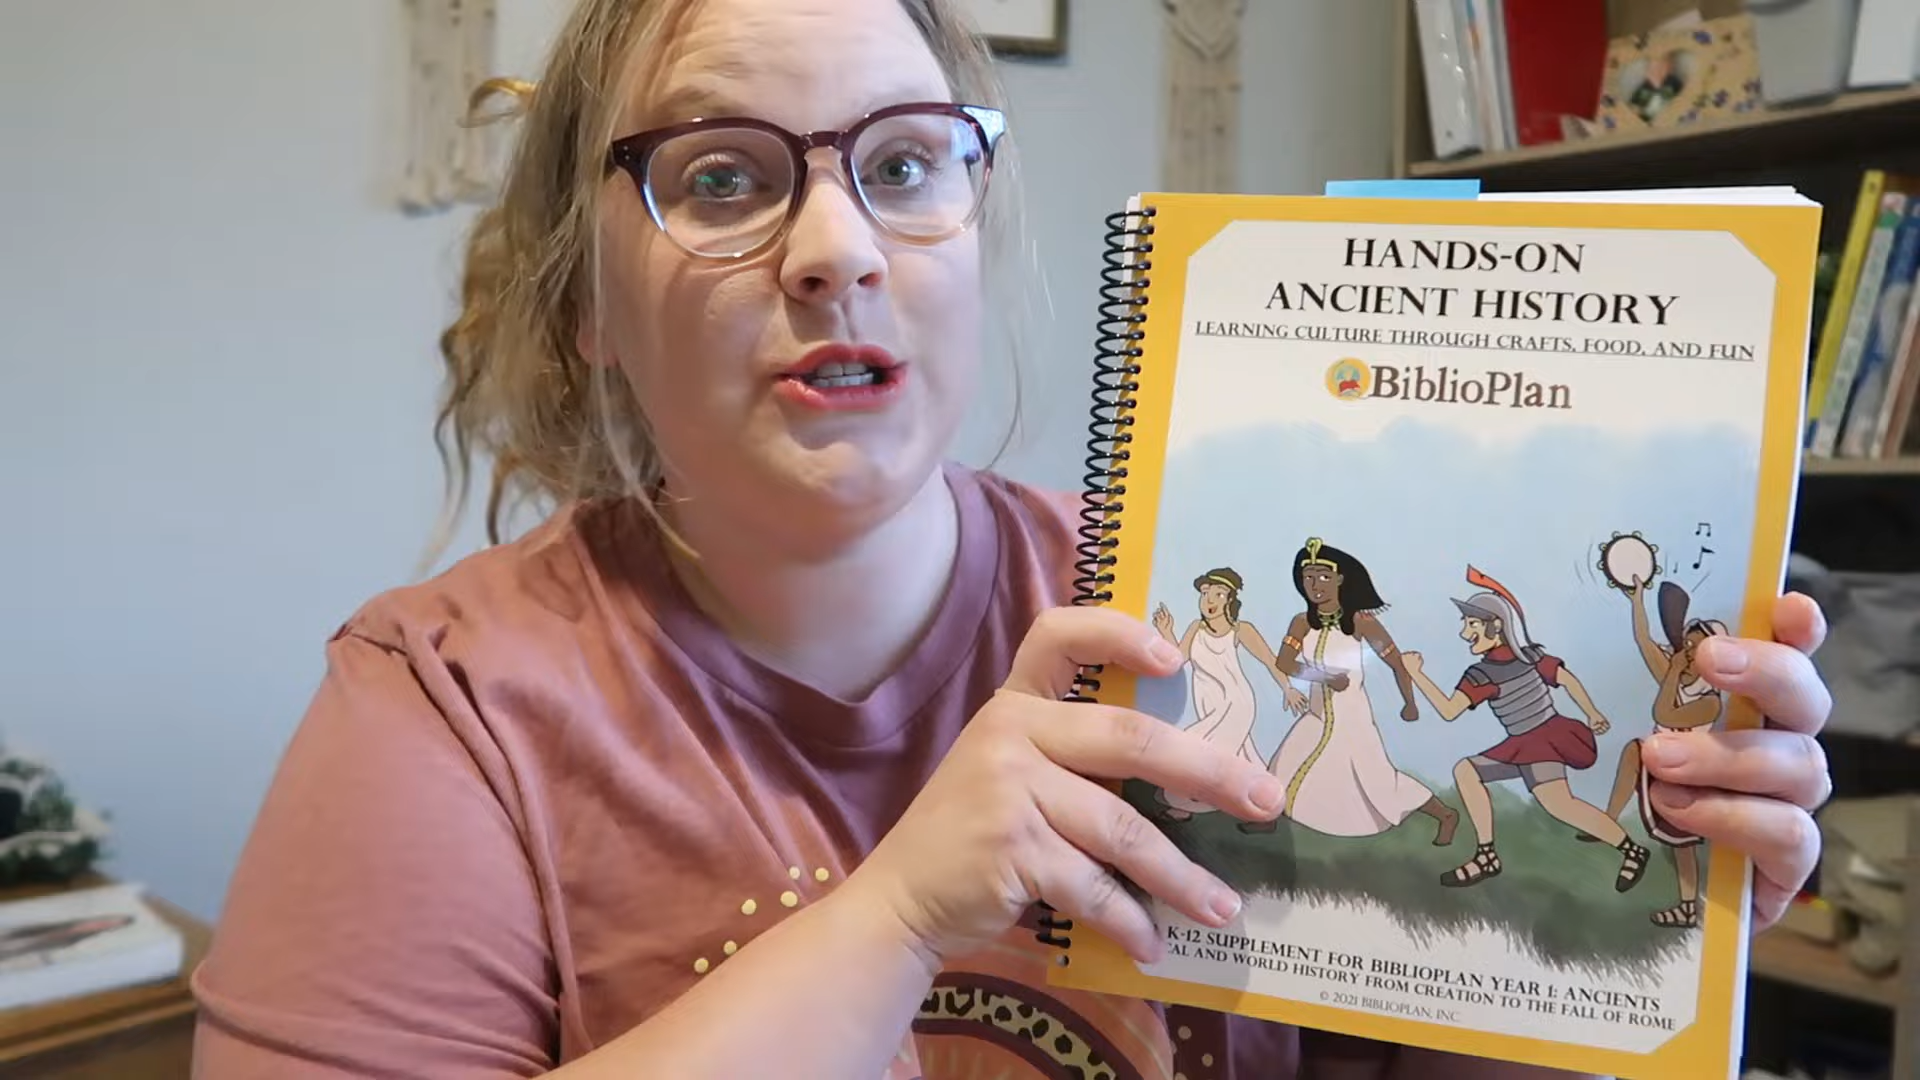 HANDS-ON
ANCIENT HISTORY
LEARNING CULTURE THROUGH CRAFTS, FOOD, AND FUN
BiblioPlan
K-12 SUPPLEMENT FOR BIBLIOPLAN YEAR 1: ANCIENTS
AND WORLD HISTORY FROM CREATION TO THE FALL OF ROME
© 2021 BIBLIOPLAN, INC.